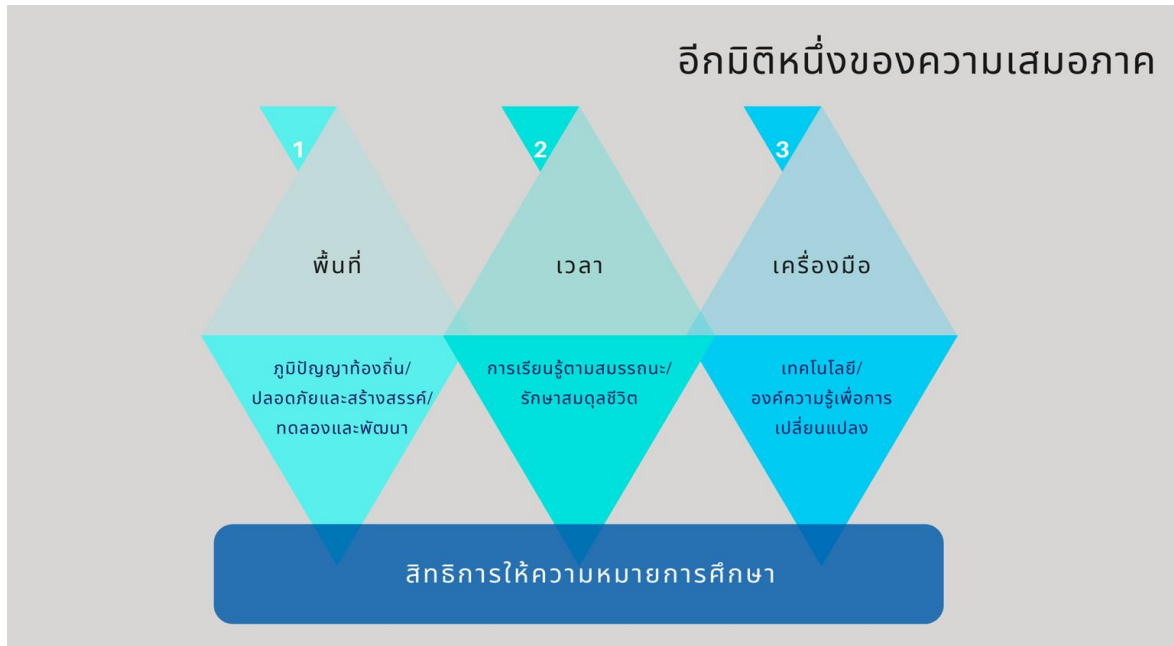 อีกมิติหนึ่งของความเสมอภาค
1
พื้นที่
ภูมิปัญญาท้องถิ่น/
ปลอดภัยและสร้างสรรค์/
ทดลองและพัฒนา
2
เวลา
การเรียนรู้ตามสมรรถนะ/
รักษาสมดุลชีวิต
3
เครื่องมือ
เทคโนโลยี/
องค์ความรู้เพื่อการ
เปลี่ยนแปลง
สิทธิการให้ความหมายการศึกษา